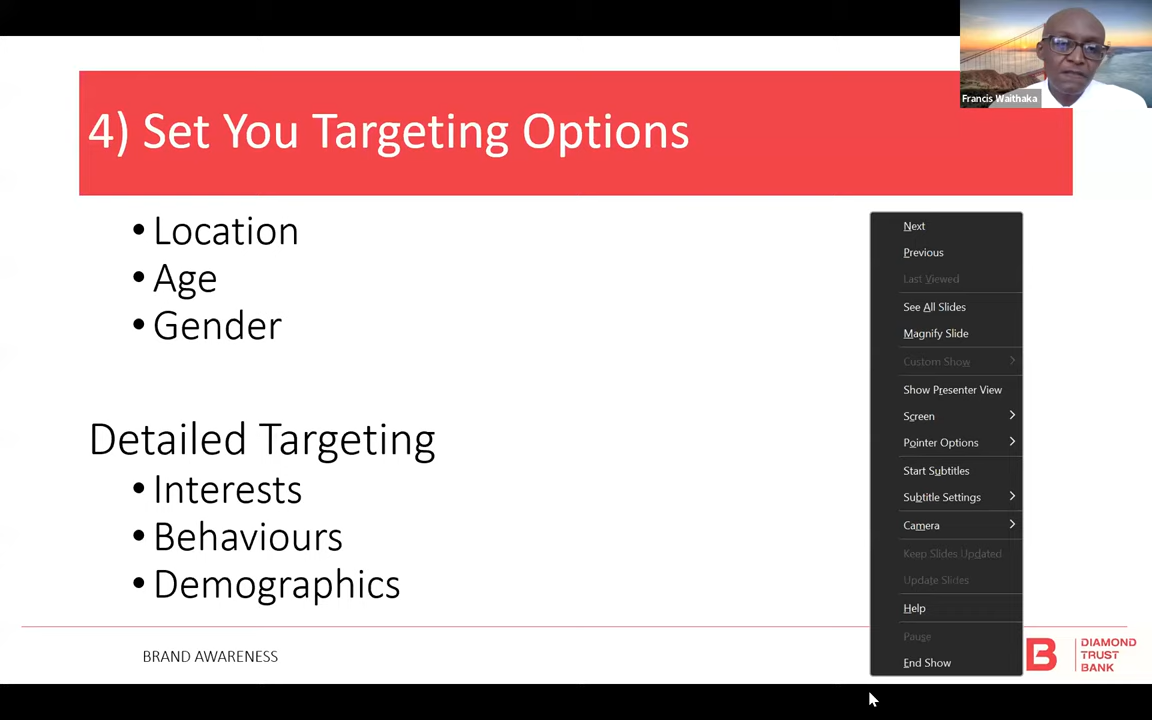 Francis Waithaka
4) Set You Targeting Options
• Location
• Age
• Gender
Detailed Targeting
• Interests
• Behaviours
• Demographics
Next
Previous
Last Viewed
See All Slides
Magnify Slide
Custom Show
Show Presenter View
Screen
Pointer Options
Start Subtitles
Subtitle Settings
Camera
Keep Slides Updated
Update Slides
Help
Pause
End Show
BRAND AWARENESS
DIAMOND
TRUST
BANK